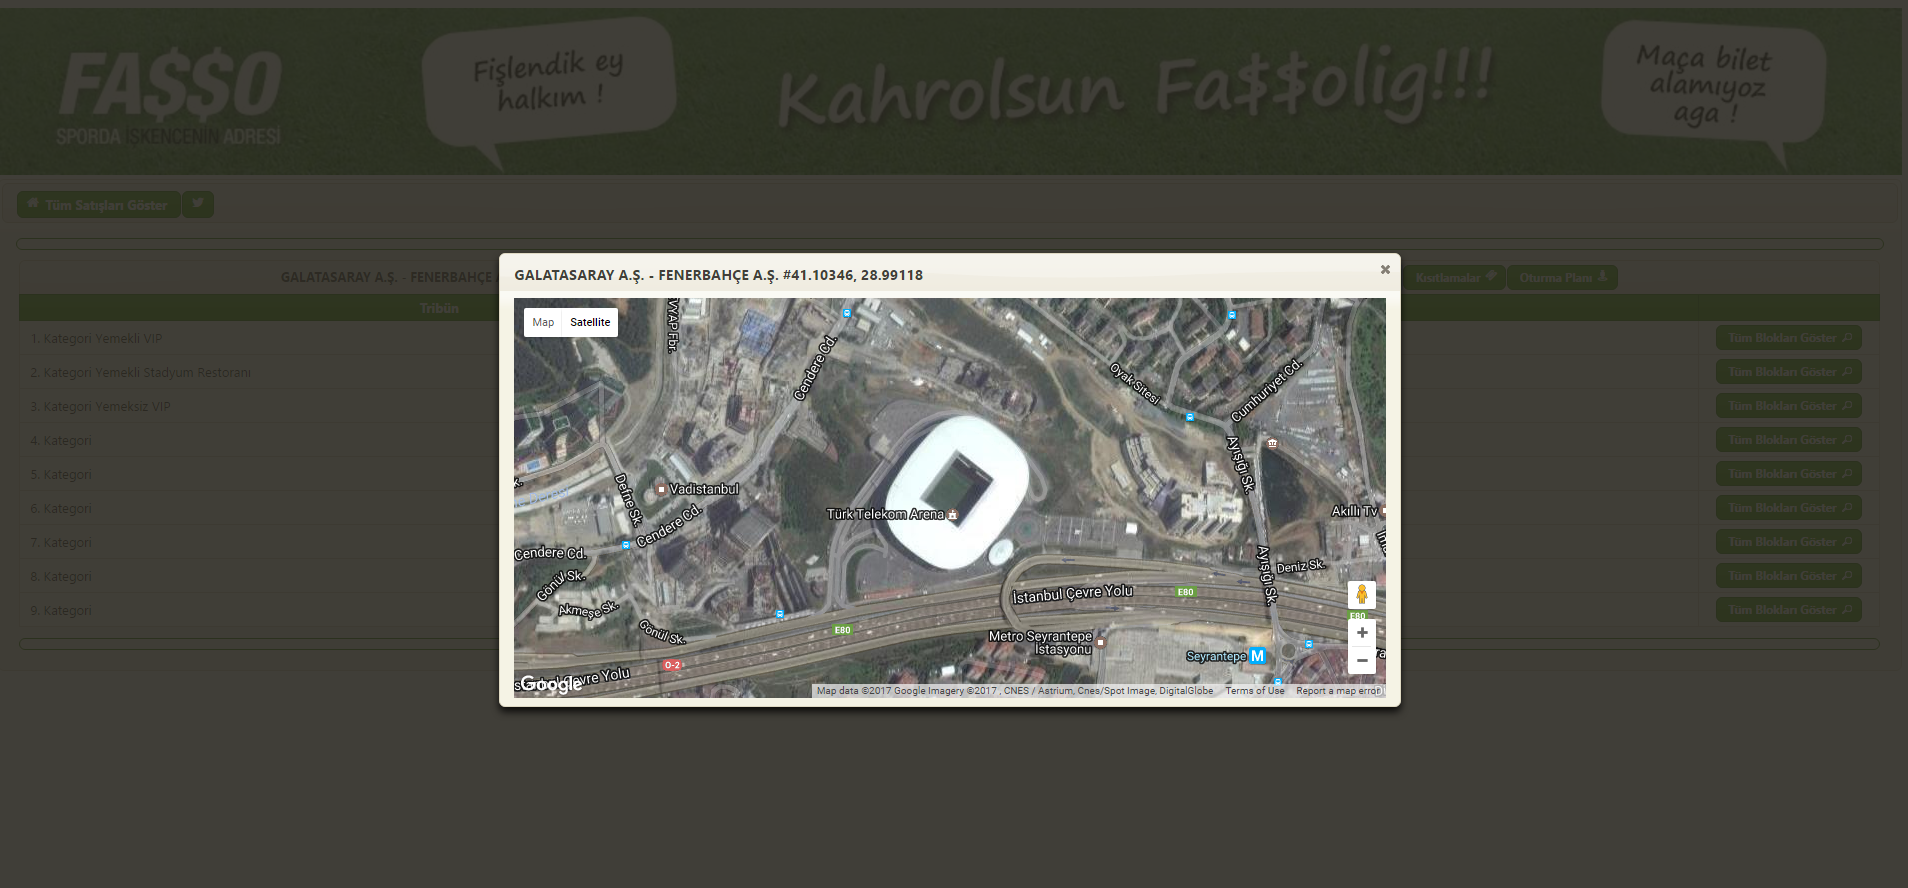 FA$$O
SPORDA İSKENCENİN ADRESİ
Fişlendik ey
halkım !
Kahrolsun Fa$$olig!!!
Maça bilet
alamıyoz
aga !
Tüm Satışları Göster
GALATASARAY A.Ş. - FENERBAHÇE
Kısıtlamalar
Oturma Planı
Tribün
1. Kategori Yemekli VIP
Tüm Blokları Göster
2. Kategori Yemekli Stadyum Restoranı
Tüm Blokları Göster
3. Kategori Yemeksiz VIP
Tüm Blokları Göster
4. Kategori
Tüm Blokları Göster
5. Kategori
Tüm Blokları Göster
6. Kategori
Tüm Blokları Göster
7. Kategori
Tüm Blokları Göster
8. Kategori
Tüm Blokları Göster
9. Kategori
Tüm Blokları Göster
GALATASARAY A.Ş. - FENERBAHÇE A.Ş. #41.10346, 28.99118
Map
Satellite
VYAP Fbr.
Cendere Cd.
Oyak Sitesi
Cumhuriyet Cd.
Ayışığı Sk.
Defne Sk.
Vadistanbul
Cendere Cd.
Türk Telekom Arena
Akıllı Tv
Cendere Cd.
Gönül Sk.
Akmeşe Sk.
Gönül Sk.
Ayışığı Sk.
Deniz Sk.
İstanbul Çevre Yolu
E80
E80
E80
Metro Seyrantepe
İstasyonu
Seyrantepe
M
O-2
Çevre Yolu
Google
Map data ©2017 Google Imagery ©2017 , CNES / Astrium, Cnes/Spot Image, DigitalGlobe
Terms of Use
Report a map error